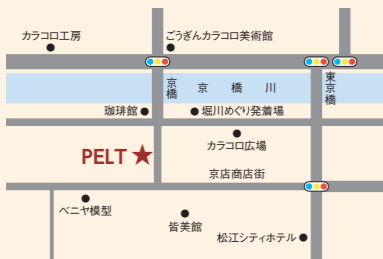 カラコロ工房
ごうぎんカラコロ美術館
京橋
京橋川
東京橋
珈琲館
堀川めぐり発着場
カラコロ広場
PELT ★
京店商店街
ベニヤ模型
皆美館
松江シティホテル